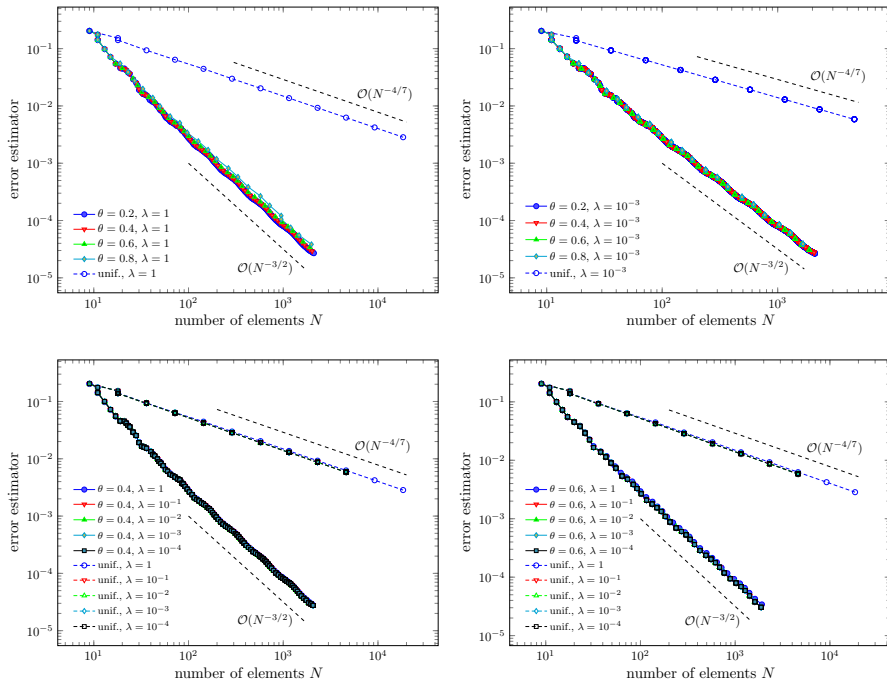 10^{-1}
10^{-2}
10^{-3}
10^{-4}
10^{-5}
error estimator
O(N^{-4/7})
O(N^{-3/2})
θ = 0.2, λ = 1
θ = 0.4, λ = 1
θ = 0.6, λ = 1
θ = 0.8, λ = 1
unif., λ = 1
10^1
10^2
10^3
10^4
number of elements N
10^{-1}
10^{-2}
10^{-3}
10^{-4}
10^{-5}
error estimator
O(N^{-4/7})
O(N^{-3/2})
θ = 0.2, λ = 10^{-3}
θ = 0.4, λ = 10^{-3}
θ = 0.6, λ = 10^{-3}
θ = 0.8, λ = 10^{-3}
unif., λ = 10^{-3}
10^1
10^2
10^3
number of elements N
10^{-1}
10^{-2}
10^{-3}
10^{-4}
10^{-5}
error estimator
O(N^{-4/7})
O(N^{-3/2})
θ = 0.4, λ = 1
θ = 0.4, λ = 10^{-1}
θ = 0.4, λ = 10^{-2}
θ = 0.4, λ = 10^{-3}
θ = 0.4, λ = 10^{-4}
unif., λ = 1
unif., λ = 10^{-1}
unif., λ = 10^{-2}
unif., λ = 10^{-3}
unif., λ = 10^{-4}
10^1
10^2
10^3
10^4
number of elements N
10^{-1}
10^{-2}
10^{-3}
10^{-4}
10^{-5}
error estimator
O(N^{-4/7})
O(N^{-3/2})
θ = 0.6, λ = 1
θ = 0.6, λ = 10^{-1}
θ = 0.6, λ = 10^{-2}
θ = 0.6, λ = 10^{-3}
θ = 0.6, λ = 10^{-4}
unif., λ = 1
unif., λ = 10^{-1}
unif., λ = 10^{-2}
unif., λ = 10^{-3}
unif., λ = 10^{-4}
10^1
10^2
10^3
10^4
number of elements N